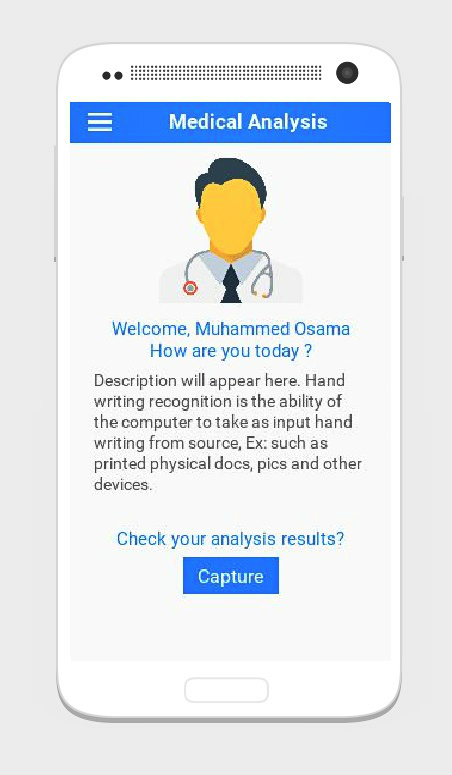 Medical Analysis
Welcome, Muhammed Osama
How are you today ?
Description will appear here. Hand
writing recognition is the ability of
the computer to take as input hand
writing from source, Ex: such as
printed physical docs, pics and other
devices.
Check your analysis results?
Capture